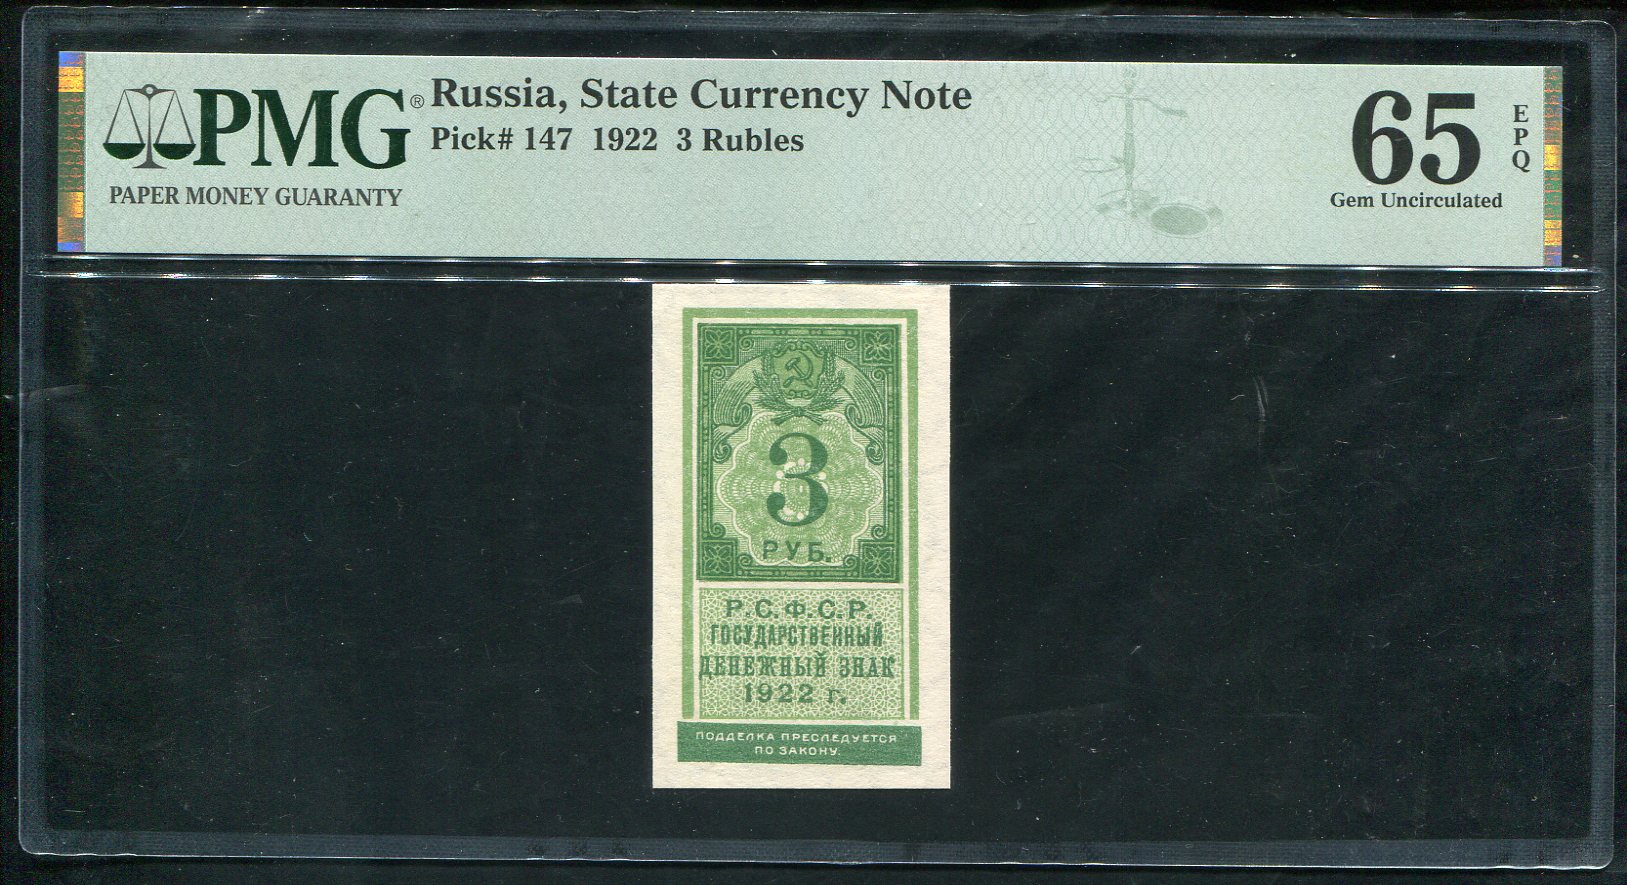 PMG®
PAPER MONEY GUARANTY
Russia, State Currency Note
Pick# 147 1922 3 Rubles
65
EPQ
Gem Uncirculated
3
РУБ.
Р.С.Ф.С.Р.
ГОСУДАРСТВЕННЫЙ
ДЕНЕЖНЫЙ ЗНАК
1922 г.
ПОДДЕЛКА ПРЕСЛЕДУЕТСЯ
ПО ЗАКОНУ.